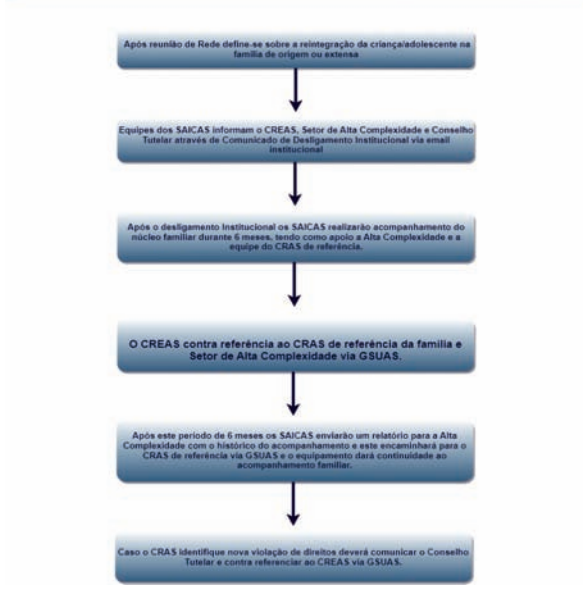 Após reunião de Rede define-se sobre a reintegração da criança/adolescente na
família de origem ou extensa
Equipes dos SAICAS informam o CREAS, Setor de Alta Complexidade e Conselho
Tutelar através de Comunicado de Desligamento Institucional via email
institucional
Após o desligamento Institucional os SAICAS realizarão acompanhamento do
núcleo familiar durante 6 meses, tendo como apoio a Alta Complexidade e a
equipe do CRAS de referência.
O CREAS contra referência ao CRAS de referência da família e
Setor de Alta Complexidade via GSUAS.
Após este período de 6 meses os SAICAS enviarão um relatório para a Alta
Complexidade com o histórico do acompanhamento e este encaminhará para o
CRAS de referência via GSUAS e o equipamento dará continuidade ao
acompanhamento familiar.
Caso o CRAS identifique nova violação de direitos deverá comunicar o Conselho
Tutelar e contra referenciar ao CREAS via GSUAS.